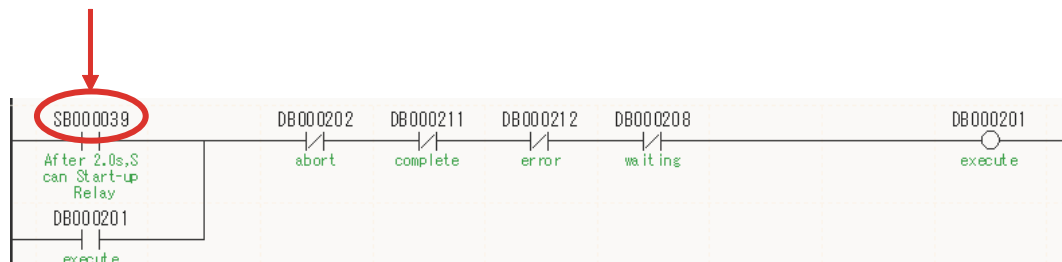 SB000039 DB000202 DB000211 DB000212 DB000208 DB000201
After 2.0s,S
can Start-up
Relay
abort complete error waiting execute
DB000201
execute